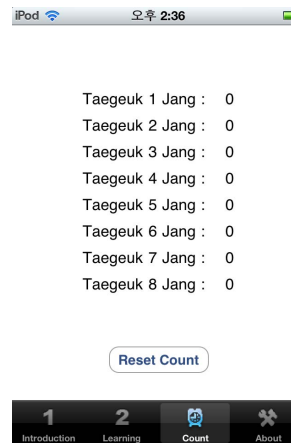 iPod 오후 2:36
Taegeuk 1 Jang : 0
Taegeuk 2 Jang : 0
Taegeuk 3 Jang : 0
Taegeuk 4 Jang : 0
Taegeuk 5 Jang : 0
Taegeuk 6 Jang : 0
Taegeuk 7 Jang : 0
Taegeuk 8 Jang : 0
Reset Count
1 2
Introduction Learning Count About